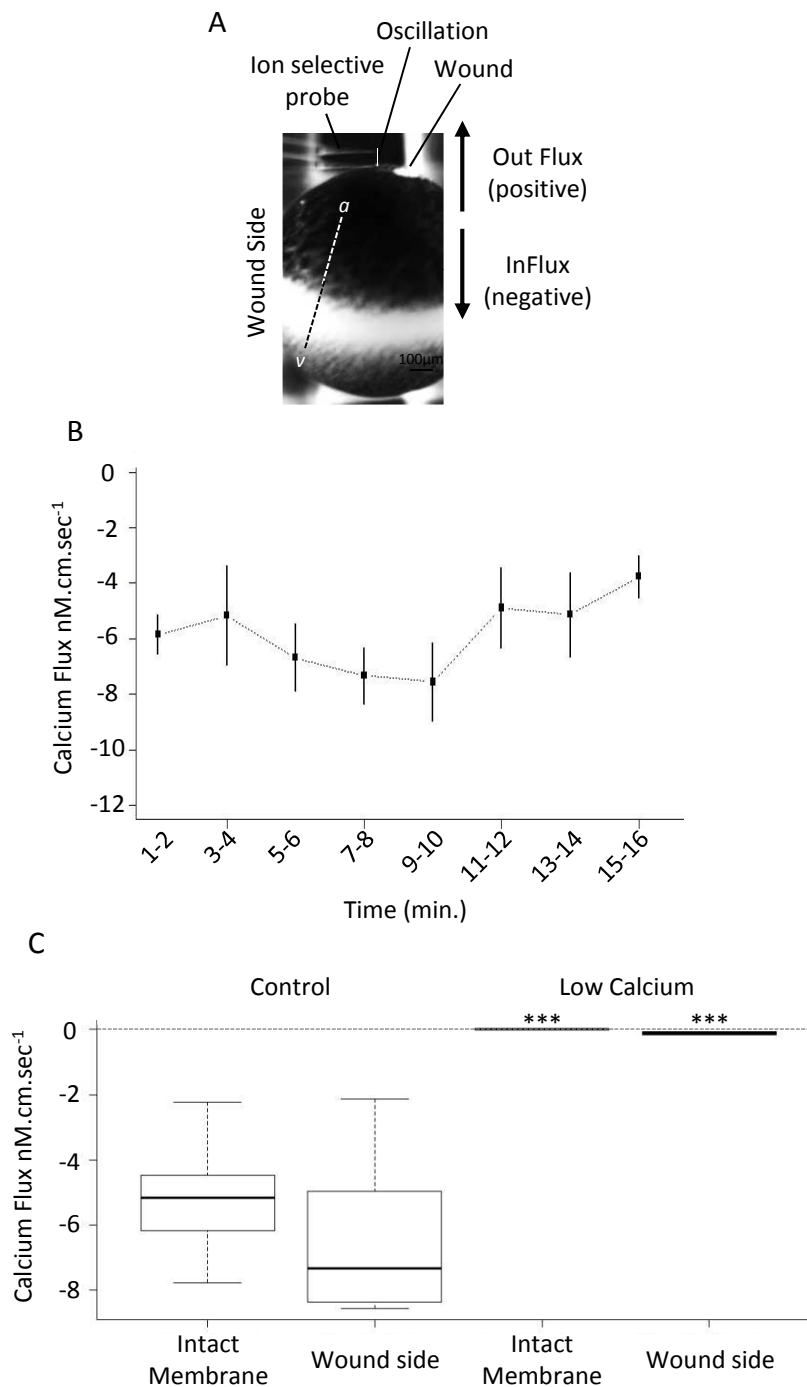 A
Oscillation
Ion selective
probe
Wound
Out Flux
(positive)
InFlux
(negative)
Wound Side
a
v
100µm
B
Calcium Flux nM.cm.sec⁻¹
0
-2
-4
-6
-8
-10
-12
1-2
3-4
5-6
7-8
9-10
11-12
13-14
15-16
Time (min.)
C
Control
Low Calcium
Calcium Flux nM.cm.sec⁻¹
0
-2
-4
-6
-8
***
***
Intact
Membrane
Wound side
Intact
Membrane
Wound side